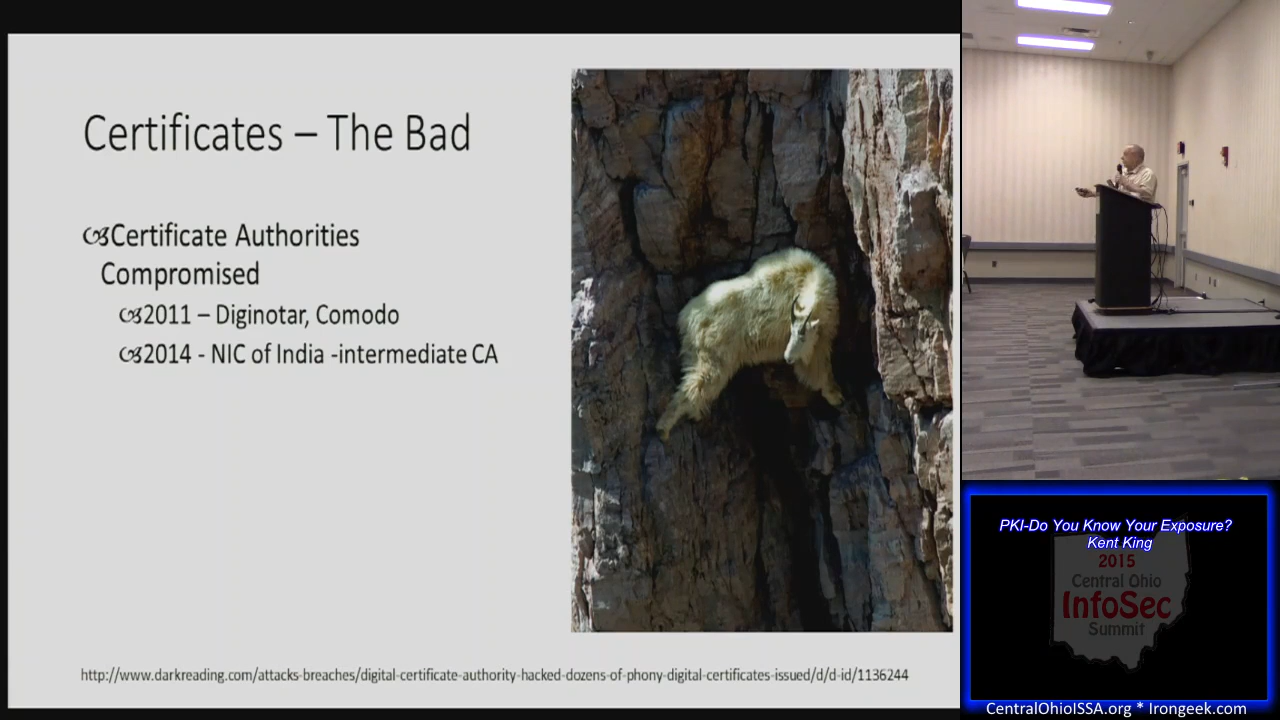 Certificates – The Bad
Certificate Authorities
Compromised
2011 – Diginotar, Comodo
2014 - NIC of India -intermediate CA
http://www.darkreading.com/attacks-breaches/digital-certificate-authority-hacked-dozens-of-phony-digital-certificates-issued/d/d-id/1136244
PKI-Do You Know Your Exposure?
Kent King
2015
Central Ohio
InfoSec
Summit
CentralOhioISSA.org * Irongeek.com